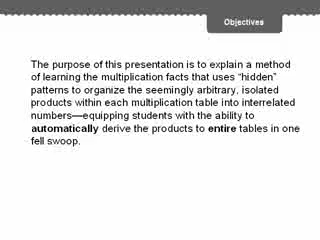 Objectives
The purpose of this presentation is to explain a method
of learning the multiplication facts that uses “hidden”
patterns to organize the seemingly arbitrary, isolated
products within each multiplication table into interrelated
numbers—equipping students with the ability to
automatically derive the products to entire tables in one
fell swoop.